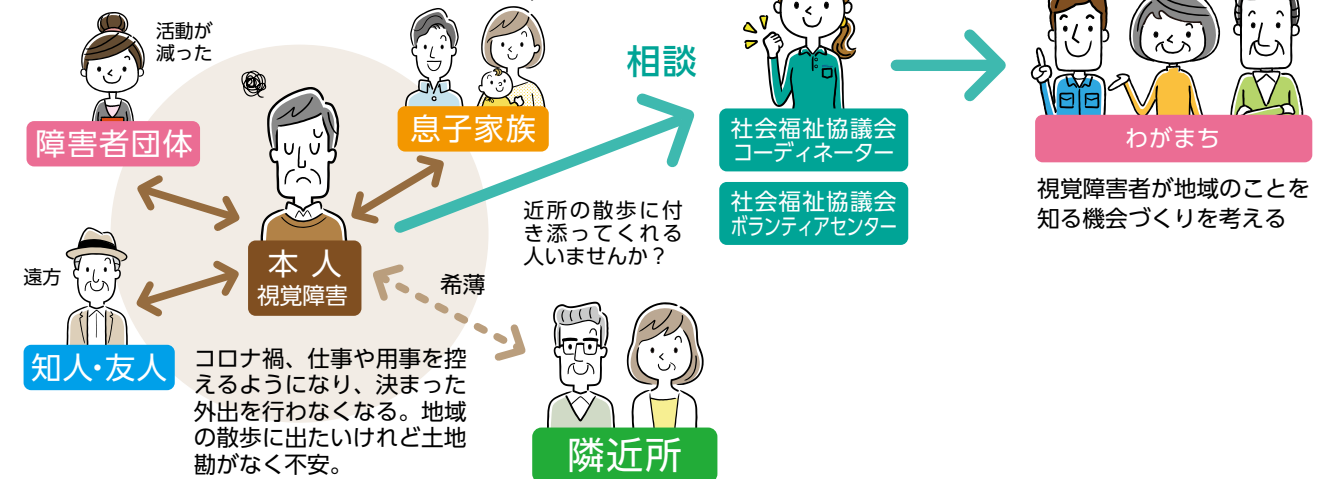 活動が
減った
障害者団体
息子家族
相談
社会福祉協議会
コーディネーター
社会福祉協議会
ボランティアセンター
わがまち
視覚障害者が地域のことを
知る機会づくりを考える
近所の散歩に付
き添ってくれる
人いませんか？
本人
視覚障害
希薄
遠方
知人・友人
コロナ禍、仕事や用事を控
えるようになり、決まった
外出を行わなくなる。地域
の散歩に出たいけれど土地
勘がなく不安。
隣近所